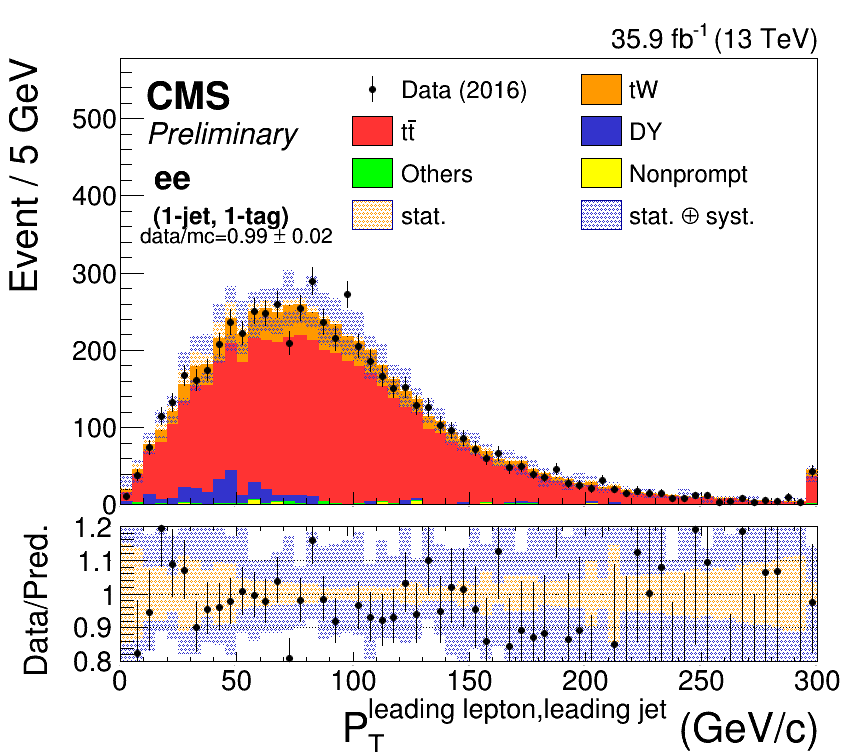 35.9 fb⁻¹ (13 TeV)
Event / 5 GeV
CMS
Preliminary
ee
(1-jet, 1-tag)
data/mc=0.99 ± 0.02
Data (2016)
tW
tt̄
DY
Others
Nonprompt
stat.
stat. ⊕ syst.
500
400
300
200
100
0
Data/Pred.
1.2
1.1
1
0.9
0.8
0 50 100 150 200 250 300
P_T^leading lepton,leading jet (GeV/c)